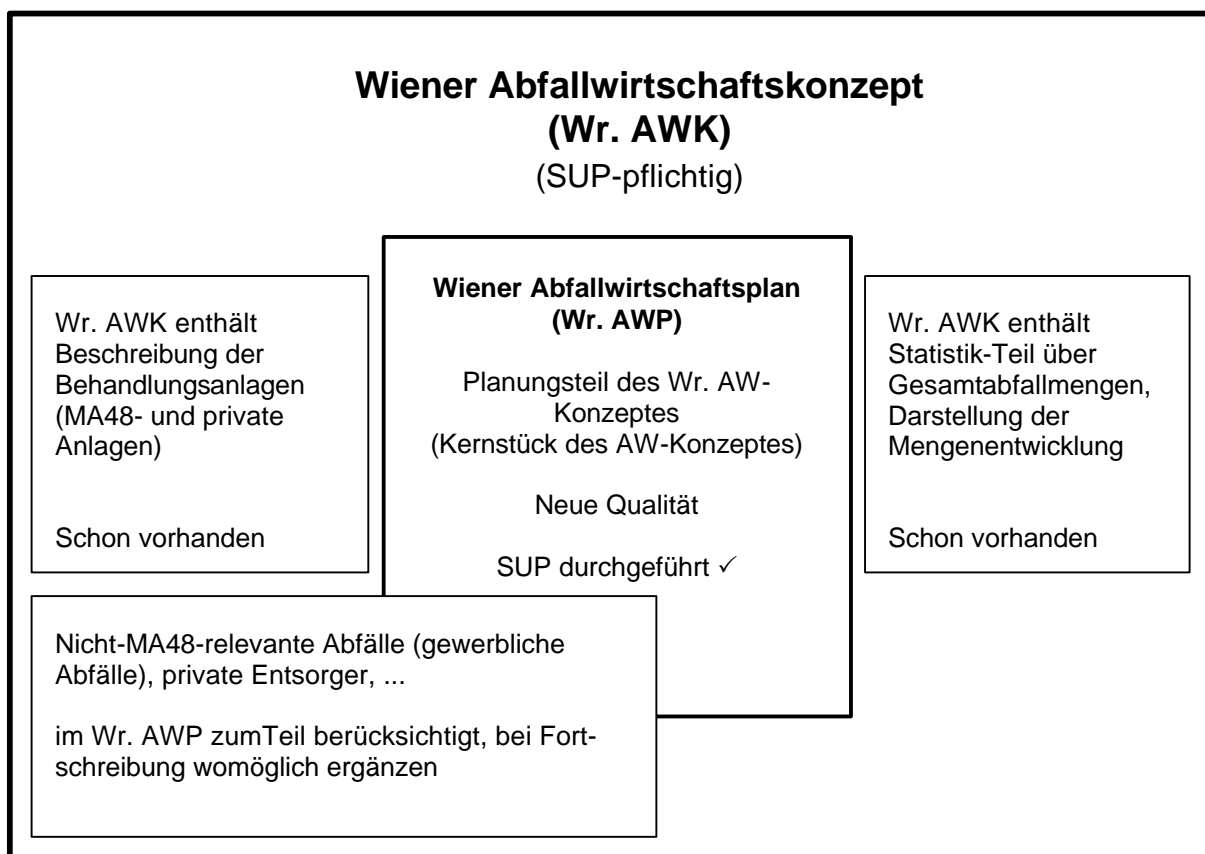 Wiener Abfallwirtschaftskonzept
(Wr. AWK)
(SUP-pflichtig)
Wr. AWK enthält
Beschreibung der
Behandlungsanlagen
(MA48- und private
Anlagen)
Schon vorhanden
Wiener Abfallwirtschaftsplan
(Wr. AWP)
Planungsteil des Wr. AW-
Konzeptes
(Kernstück des AW-Konzeptes)
Neue Qualität
SUP durchgeführt ✓
Wr. AWK enthält
Statistik-Teil über
Gesamtabfallmengen,
Darstellung der
Mengenentwicklung
Schon vorhanden
Nicht-MA48-relevante Abfälle (gewerbliche
Abfälle), private Entsorger, ...
im Wr. AWP zumTeil berücksichtigt, bei Fort-
schreibung womöglich ergänzen